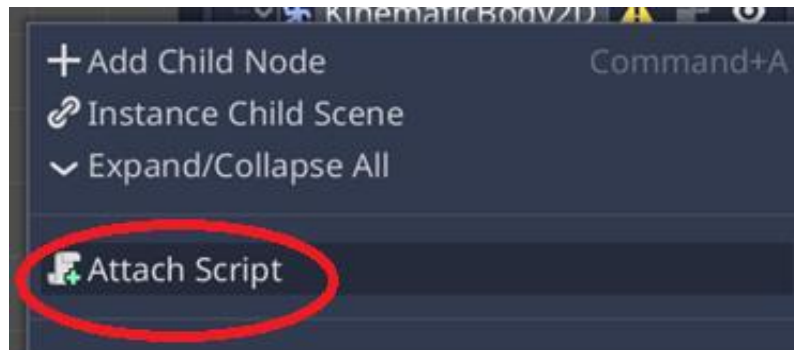 KinematicBody2D
Add Child Node Command+A
Instance Child Scene
Expand/Collapse All
Attach Script